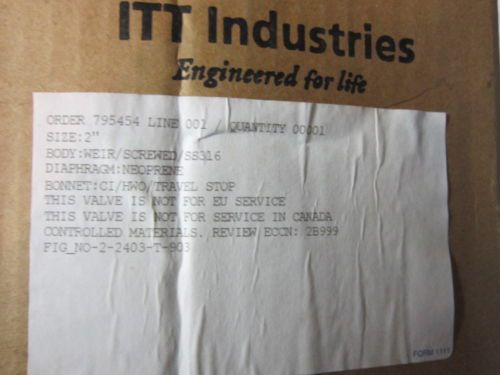 ITT Industries
Engineered for life
ORDER 795454 LINE 001 / QUANTITY 00001
SIZE:2"
BODY:WEIR/SCREWED/SS316
DIAPHRAGM:NEOPRENE
BONNET:CI/HWO/TRAVEL STOP
THIS VALVE IS NOT FOR EU SERVICE
THIS VALVE IS NOT FOR SERVICE IN CANADA
CONTROLLED MATERIALS. REVIEW ECCN: 2B999
FIG_NO-2-2403-T-903
FORM 1111